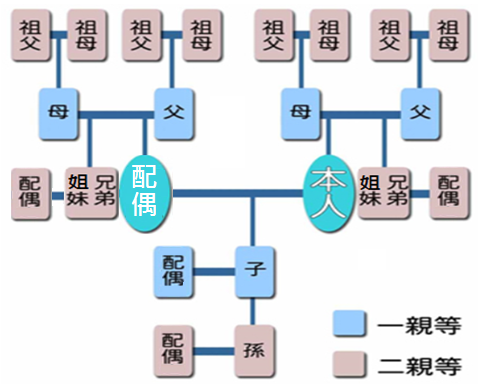 祖父 祖母 祖父 祖母 祖父 祖母 祖父 祖母
母 父 母 父
配偶 姐妹 兄弟 配偶 本人 姐妹 兄弟 配偶
配偶 子
配偶 孫
一親等
二親等